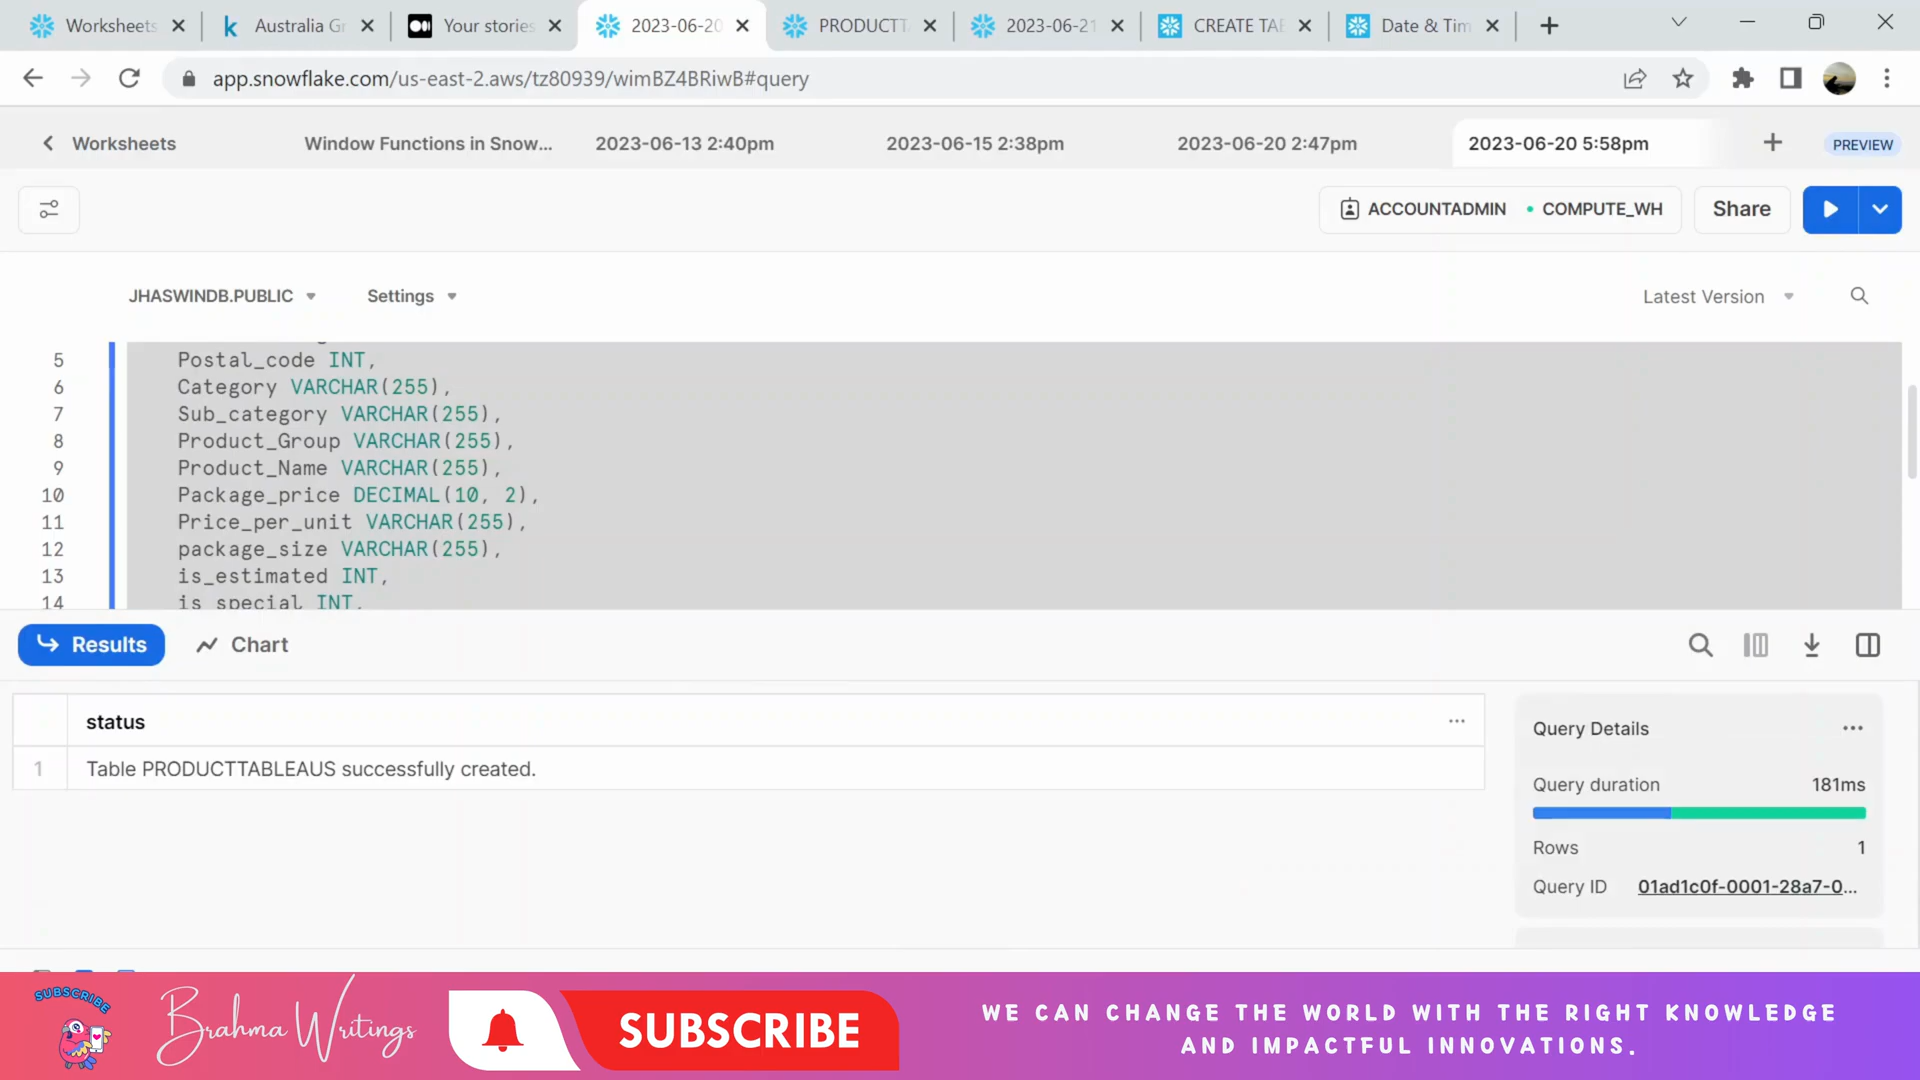 Worksheets
Australia Gr
Your stories
2023-06-20
PRODUCTT
2023-06-21
CREATE TAE
Date & Tim
app.snowflake.com/us-east-2.aws/tz80939/wimBZ4BRiwB#query
Worksheets
Window Functions in Snow...
2023-06-13 2:40pm
2023-06-15 2:38pm
2023-06-20 2:47pm
2023-06-20 5:58pm
PREVIEW
ACCOUNTADMIN
COMPUTE_WH
Share
JHASWINDB.PUBLIC
Settings
Latest Version
5 Postal_code INT,
6 Category VARCHAR(255),
7 Sub_category VARCHAR(255),
8 Product_Group VARCHAR(255),
9 Product_Name VARCHAR(255),
10 Package_price DECIMAL(10, 2),
11 Price_per_unit VARCHAR(255),
12 package_size VARCHAR(255),
13 is_estimated INT,
14 is_special INT,
Results
Chart
status
1 Table PRODUCTTABLEAUS successfully created.
Query Details
Query duration 181ms
Rows 1
Query ID 01ad1c0f-0001-28a7-0...
SUBSCRIBE
Brahma Writings
SUBSCRIBE
WE CAN CHANGE THE WORLD WITH THE RIGHT KNOWLEDGE
AND IMPACTFUL INNOVATIONS.